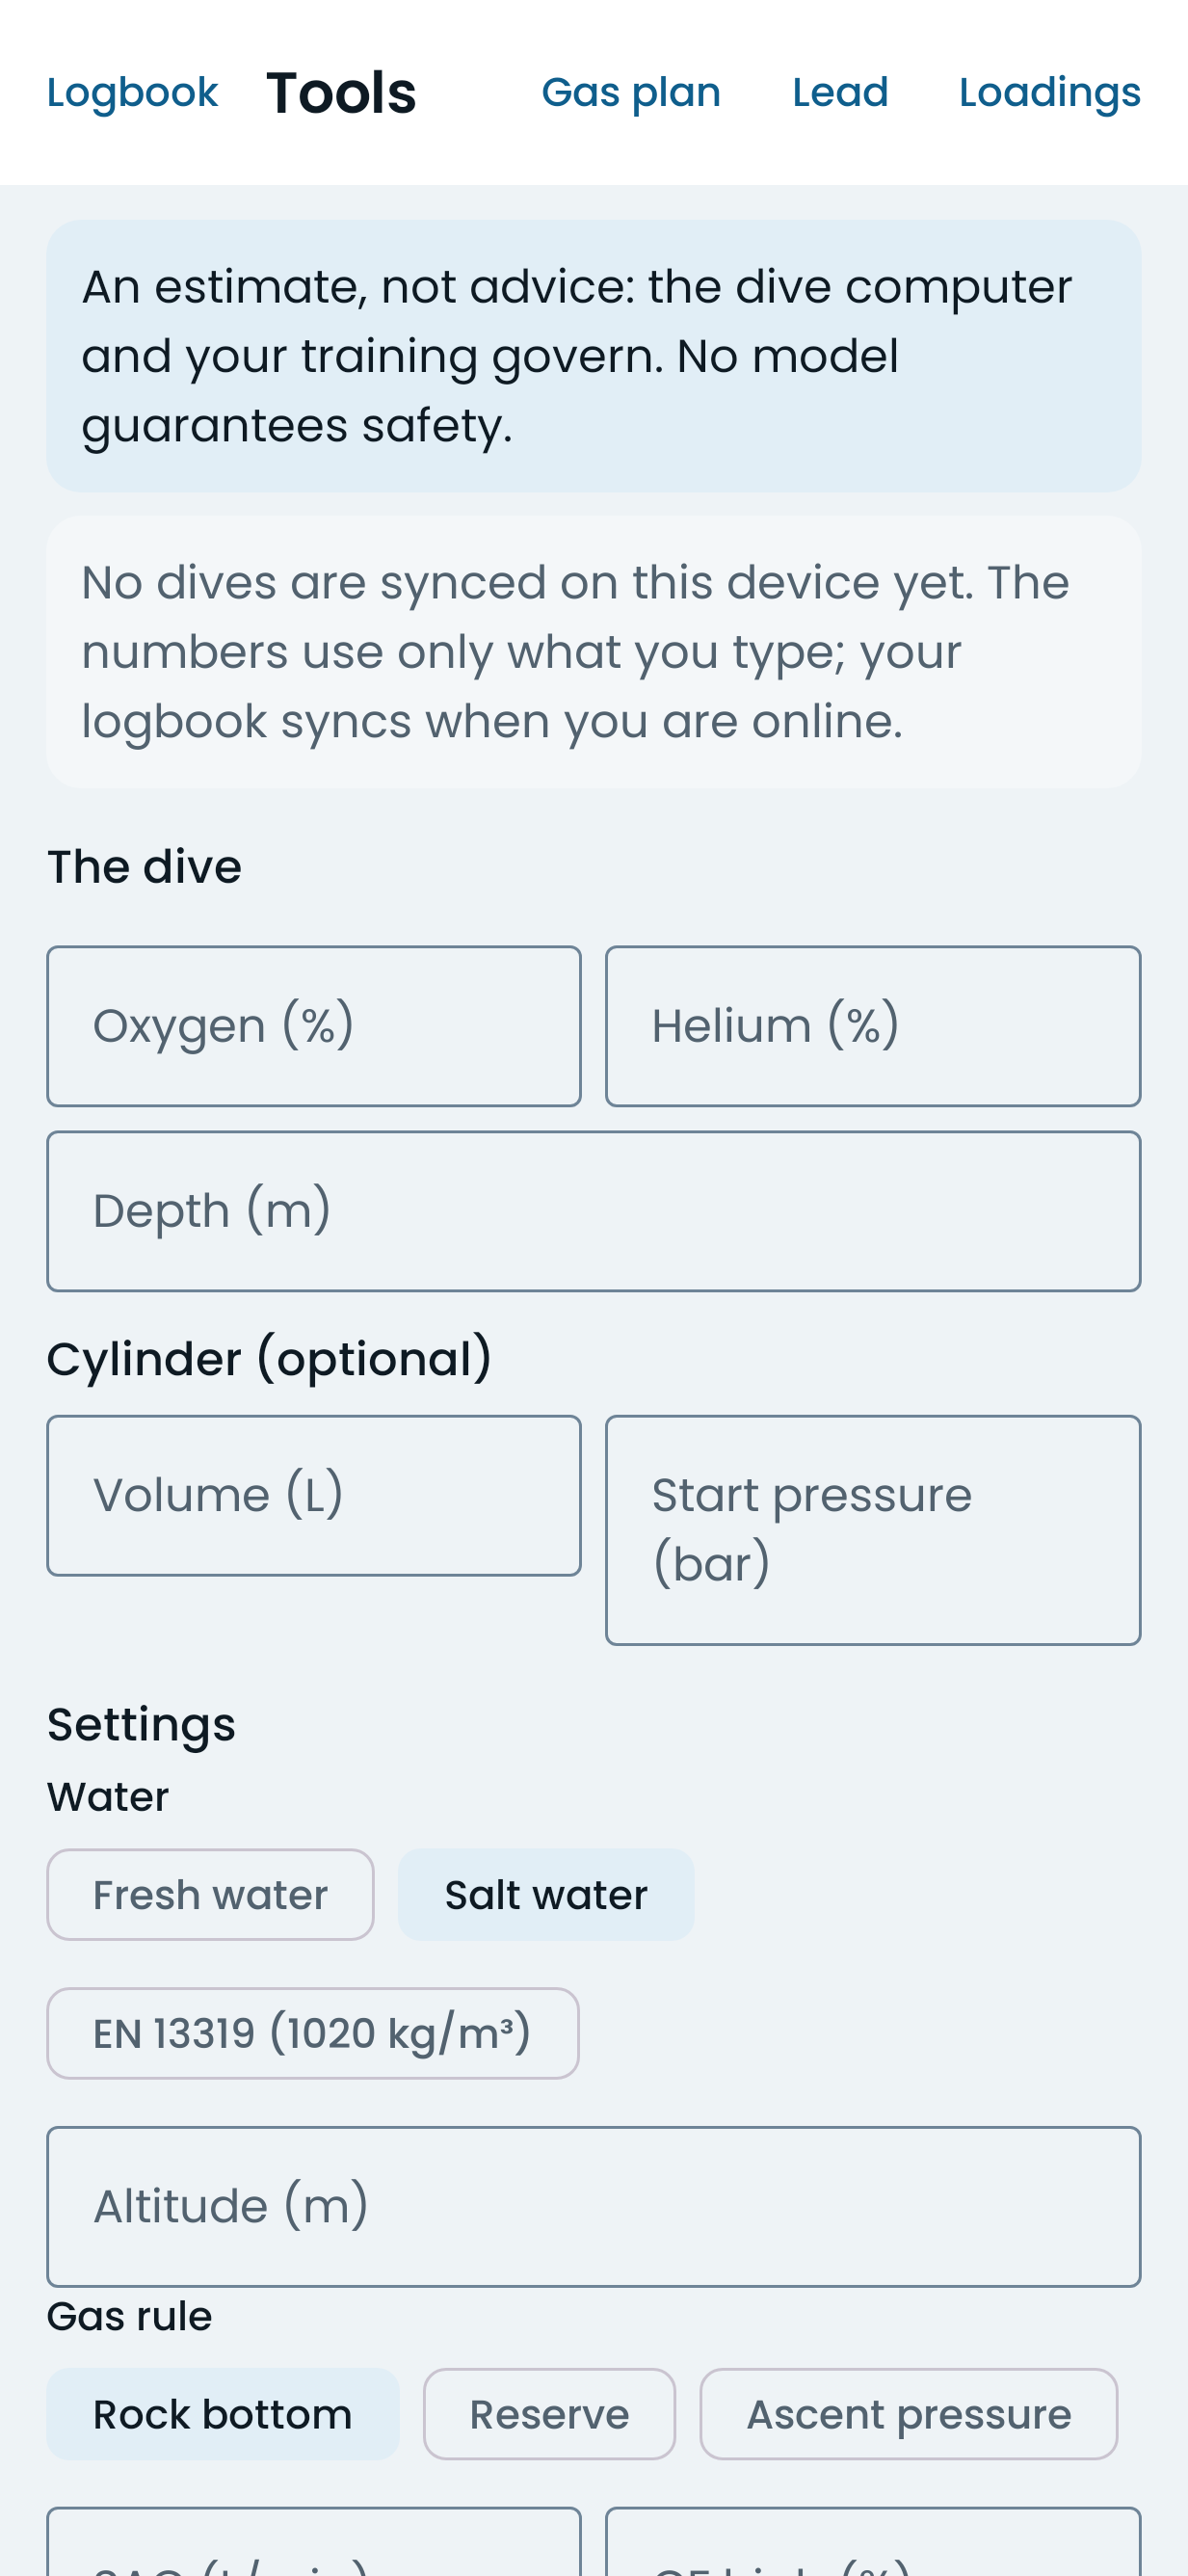 Logbook Tools Gas plan Lead Loadings
An estimate, not advice: the dive computer
and your training govern. No model
guarantees safety.
No dives are synced on this device yet. The
numbers use only what you type; your
logbook syncs when you are online.
The dive
Oxygen (%) Helium (%)
Depth (m)
Cylinder (optional)
Volume (L) Start pressure
(bar)
Settings
Water
Fresh water Salt water
EN 13319 (1020 kg/m³)
Altitude (m)
Gas rule
Rock bottom Reserve Ascent pressure